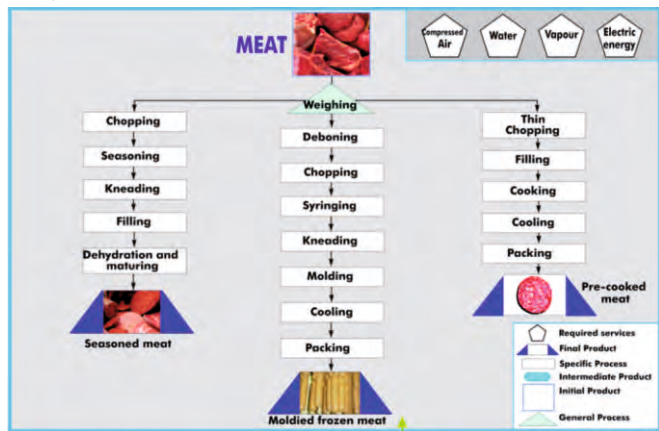 MEAT
Compressed
Air
Water
Vapour
Electric
energy
Weighing
Chopping
Seasoning
Kneading
Filling
Dehydration and
maturing
Seasoned meat
Deboning
Chopping
Syringing
Kneading
Molding
Cooling
Packing
Moldied frozen meat
Thin
Chopping
Filling
Cooking
Cooling
Packing
Pre-cooked
meat
Required services
Final Product
Specific Process
Intermediate Product
Initial Product
General Process